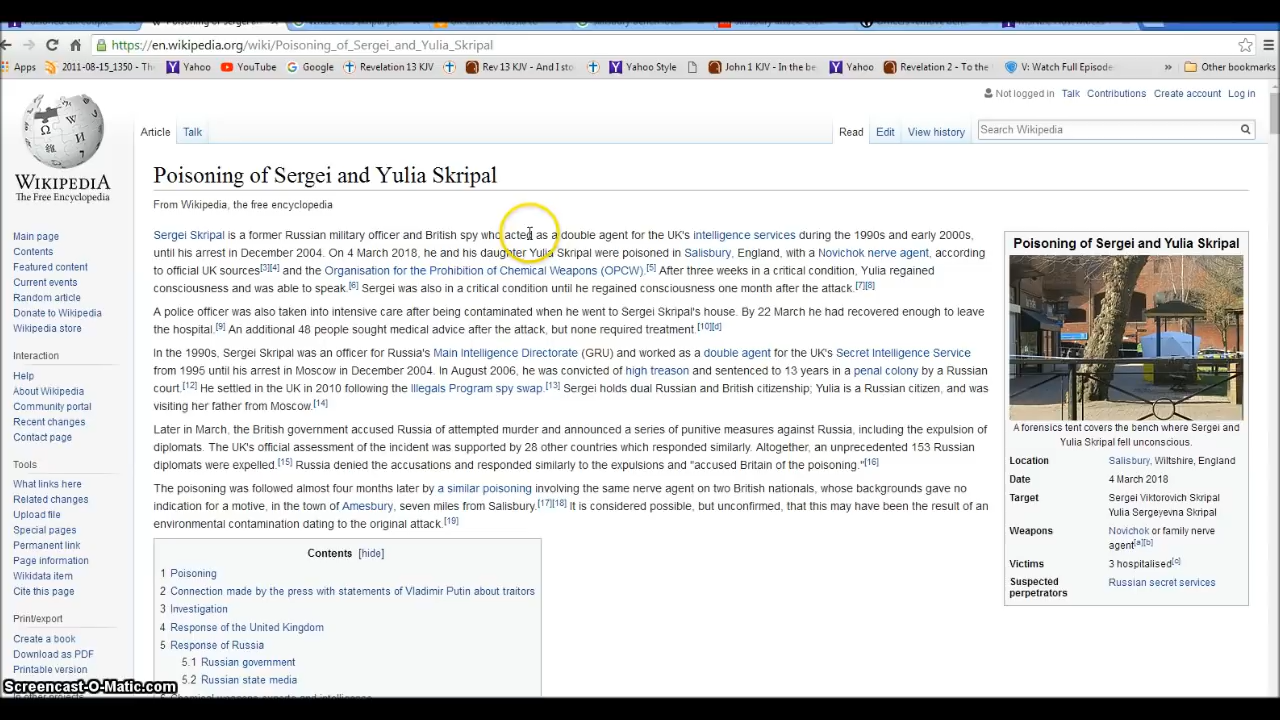 https://en.wikipedia.org/wiki/Poisoning_of_Sergei_and_Yulia_Skripal
Apps 2011-08-15_1350 - Th Yahoo YouTube Google Revelation 13 KJV Rev 13 KJV - And I sto Yahoo Style John 1 KJV - In the be Yahoo Revelation 2 - To the V: Watch Full Episode » Other bookmarks
Not logged in Talk Contributions Create account Log in
Article Talk Read Edit View history Search Wikipedia
WIKIPEDIA
The Free Encyclopedia
Main page
Contents
Featured content
Current events
Random article
Donate to Wikipedia
Wikipedia store
Interaction
Help
About Wikipedia
Community portal
Recent changes
Contact page
Tools
What links here
Related changes
Upload file
Special pages
Permanent link
Page information
Wikidata item
Cite this page
Print/export
Create a book
Download as PDF
Printable version
Poisoning of Sergei and Yulia Skripal
From Wikipedia, the free encyclopedia
Sergei Skripal is a former Russian military officer and British spy who acted as a double agent for the UK's intelligence services during the 1990s and early 2000s,
until his arrest in December 2004. On 4 March 2018, he and his daughter Yulia Skripal were poisoned in Salisbury, England, with a Novichok nerve agent, according
to official UK sources[3][4] and the Organisation for the Prohibition of Chemical Weapons (OPCW).[5] After three weeks in a critical condition, Yulia regained
consciousness and was able to speak.[6] Sergei was also in a critical condition until he regained consciousness one month after the attack.[7][8]
A police officer was also taken into intensive care after being contaminated when he went to Sergei Skripal's house. By 22 March he had recovered enough to leave
the hospital.[9] An additional 48 people sought medical advice after the attack, but none required treatment.[10][d]
In the 1990s, Sergei Skripal was an officer for Russia's Main Intelligence Directorate (GRU) and worked as a double agent for the UK's Secret Intelligence Service
from 1995 until his arrest in Moscow in December 2004. In August 2006, he was convicted of high treason and sentenced to 13 years in a penal colony by a Russian
court.[12] He settled in the UK in 2010 following the Illegals Program spy swap.[13] Sergei holds dual Russian and British citizenship; Yulia is a Russian citizen, and was
visiting her father from Moscow.[14]
Later in March, the British government accused Russia of attempted murder and announced a series of punitive measures against Russia, including the expulsion of
diplomats. The UK's official assessment of the incident was supported by 28 other countries which responded similarly. Altogether, an unprecedented 153 Russian
diplomats were expelled.[15] Russia denied the accusations and responded similarly to the expulsions and "accused Britain of the poisoning."[16]
The poisoning was followed almost four months later by a similar poisoning involving the same nerve agent on two British nationals, whose backgrounds gave no
indication for a motive, in the town of Amesbury, seven miles from Salisbury.[17][18] It is considered possible, but unconfirmed, that this may have been the result of an
environmental contamination dating to the original attack.[19]
Contents [hide]
1 Poisoning
2 Connection made by the press with statements of Vladimir Putin about traitors
3 Investigation
4 Response of the United Kingdom
5 Response of Russia
5.1 Russian government
5.2 Russian state media
Poisoning of Sergei and Yulia Skripal
A forensics tent covers the bench where Sergei and
Yulia Skripal fell unconscious.
Location Salisbury, Wiltshire, England
Date 4 March 2018
Target Sergei Viktorovich Skripal
Yulia Sergeyevna Skripal
Weapons Novichok or family nerve
agent[a][b]
Victims 3 hospitalised[c]
Suspected Russian secret services
perpetrators
Screencast-O-Matic.com